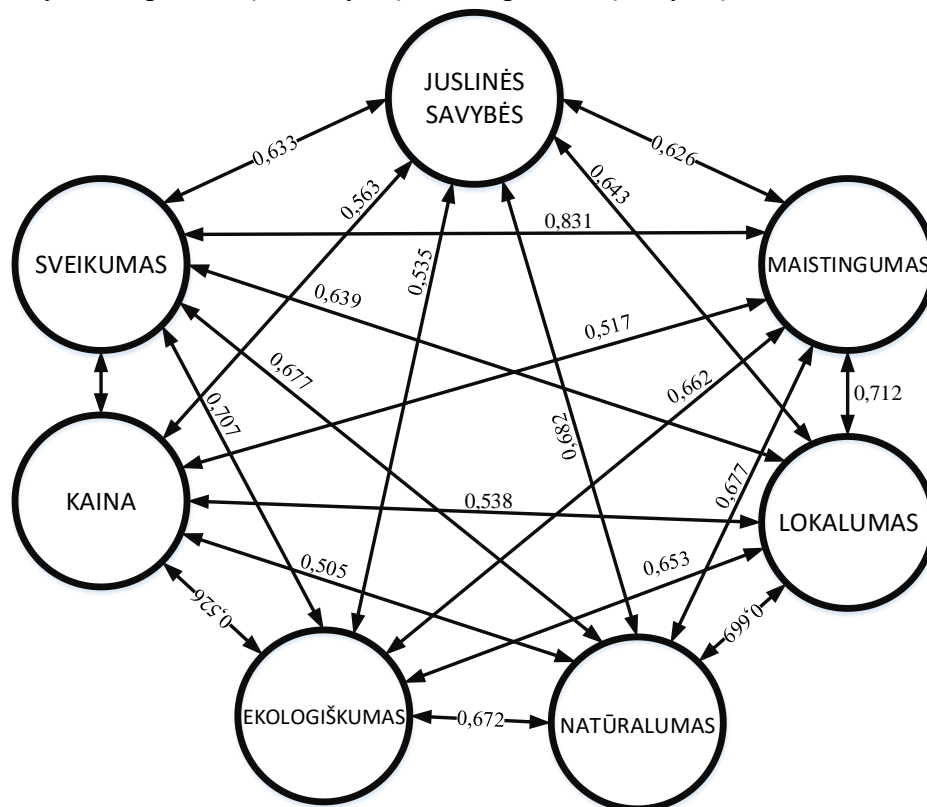 JUSLINĖS
SAVYBĖS
0,633
0,626
0,563
0,643
0,831
SVEIKUMAS
MAISTINGUMAS
0,535
0,639
0,517
0,677
0,662
0,707
0,712
0,682
0,677
KAINA
0,538
LOKALUMAS
0,505
0,653
0,526
0,699
EKOLOGIŠKUMAS
0,672
NATŪRALUMAS